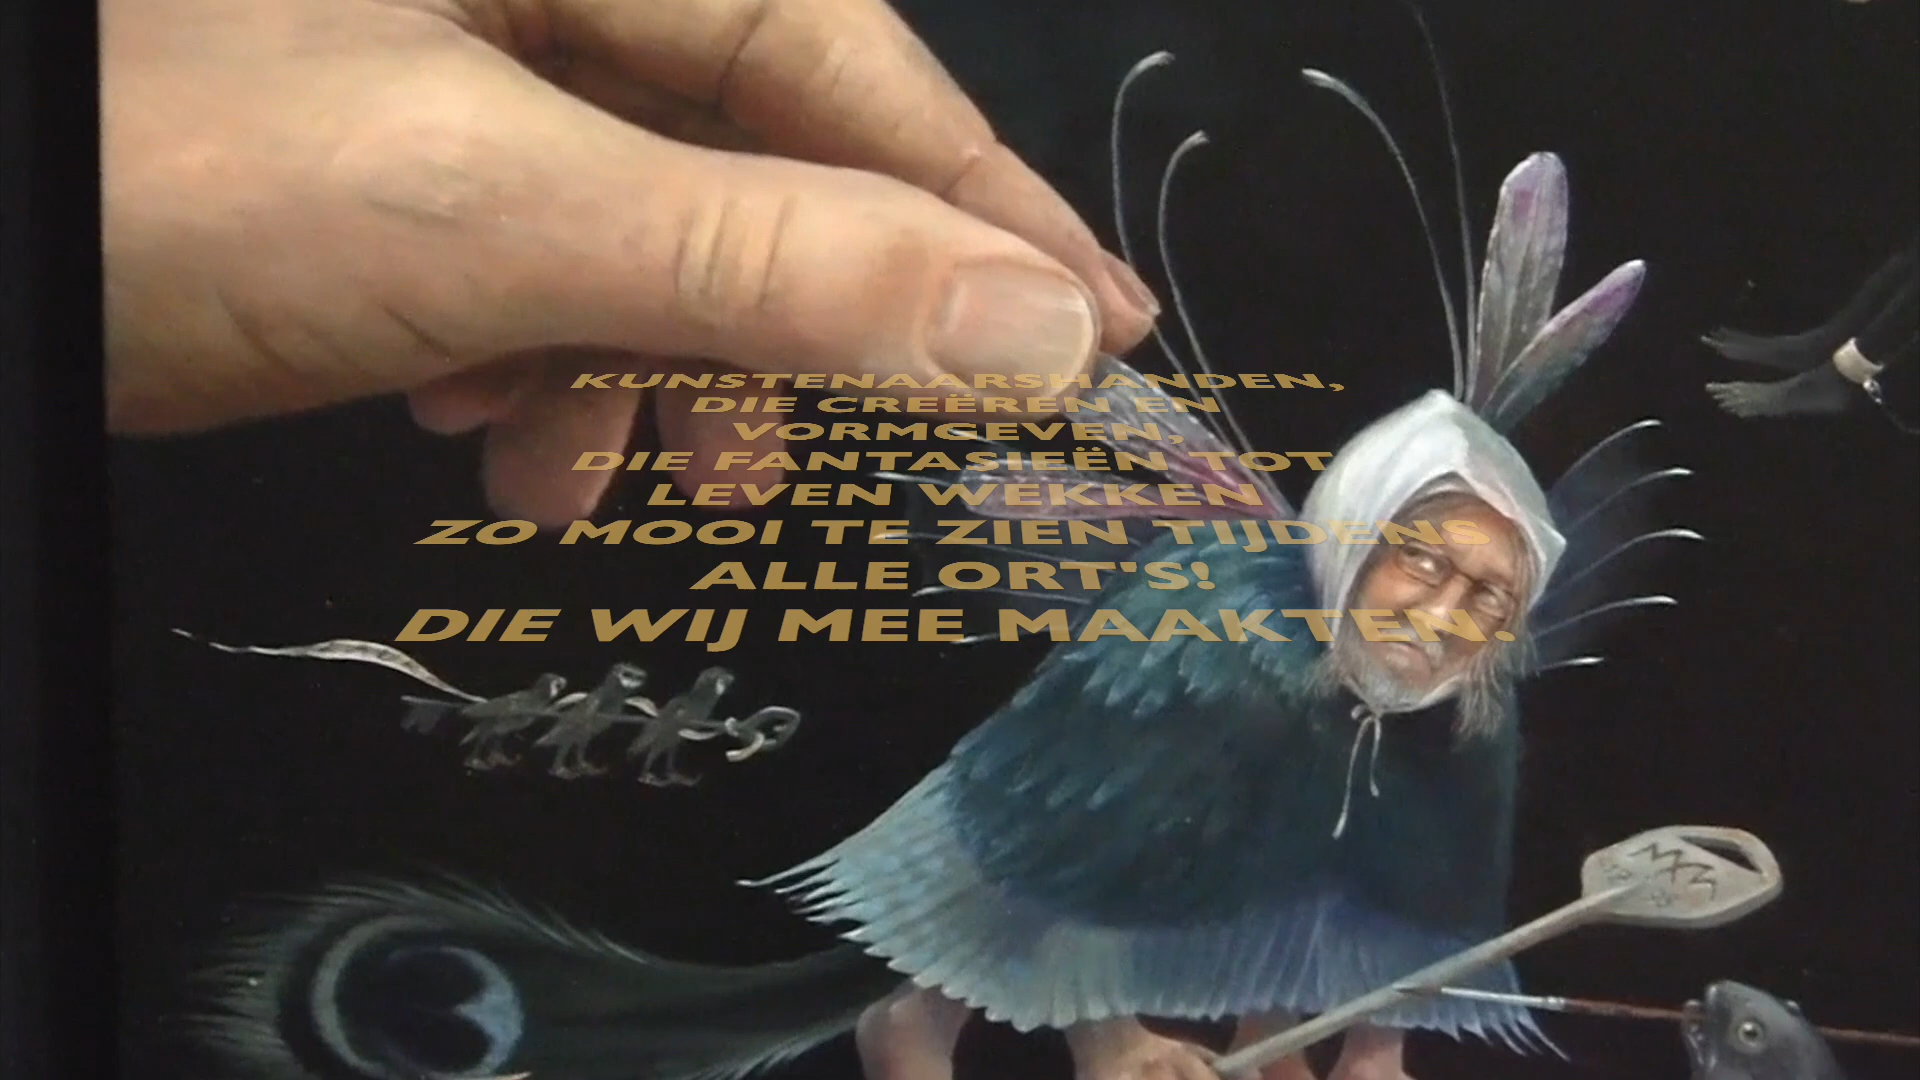 KUNSTENAARSHANDEN,
DIE CREËREN EN
VORMGEVEN,
DIE FANTASIEËN TOT
LEVEN WEKKEN
ZO MOOI TE ZIEN TIJDENS
ALLE ORT'S!
DIE WIJ MEE MAAKTEN.